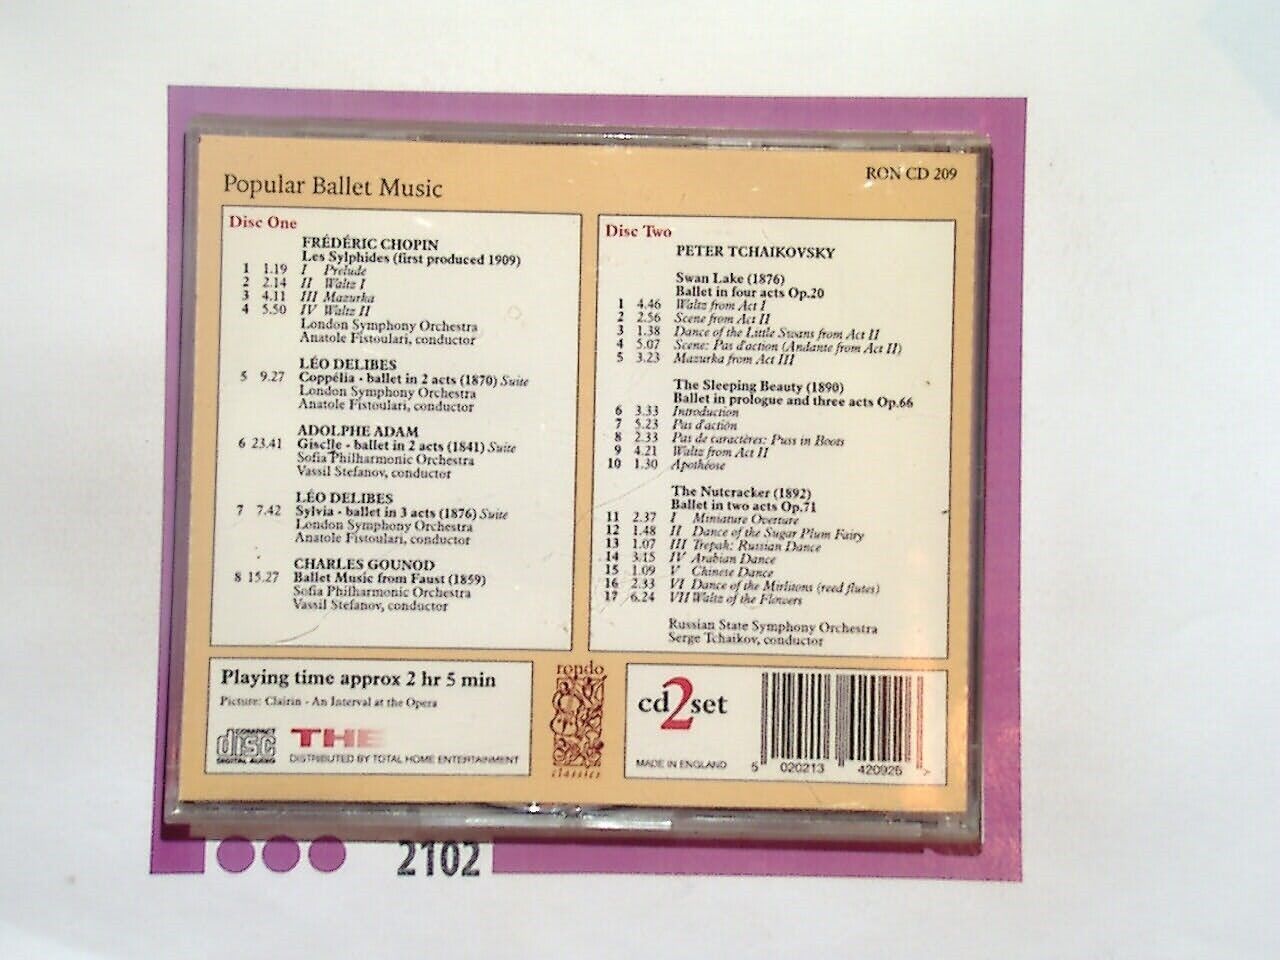 Popular Ballet Music
RON CD 209
Disc One
FRÉDÉRIC CHOPIN
Les Sylphides (first produced 1909)
1 1.19 I Prelude
2 2.14 II Waltz I
3 4.11 III Mazurka
4 5.50 IV Waltz II
London Symphony Orchestra
Anatole Fistoulari, conductor
LÉO DELIBES
5 9.27 Coppélia - ballet in 2 acts (1870) Suite
London Symphony Orchestra
Anatole Fistoulari, conductor
ADOLPHE ADAM
6 23.41 Giselle - ballet in 2 acts (1841) Suite
Sofia Philharmonic Orchestra
Vassil Stefanov, conductor
LÉO DELIBES
7 7.42 Sylvia - ballet in 3 acts (1876) Suite
London Symphony Orchestra
Anatole Fistoulari, conductor
CHARLES GOUNOD
8 15.27 Ballet Music from Faust (1859)
Sofia Philharmonic Orchestra
Vassil Stefanov, conductor
Disc Two
PETER TCHAIKOVSKY
Swan Lake (1876)
Ballet in four acts Op.20
1 4.46 Waltz from Act I
2 2.56 Scene from Act II
3 1.38 Dance of the Little Swans from Act II
4 5.07 Scene: Pas d'action (Andante from Act II)
5 3.23 Mazurka from Act III
The Sleeping Beauty (1890)
Ballet in prologue and three acts Op.66
6 3.33 Introduction
7 5.23 Pas d'action
8 2.33 Pas de caractères: Puss in Boots
9 4.21 Waltz from Act II
10 1.30 Apothéose
The Nutcracker (1892)
Ballet in two acts Op.71
11 2.37 I Miniature Overture
12 1.48 II Dance of the Sugar Plum Fairy
13 1.07 III Trepak: Russian Dance
14 3.15 IV Arabian Dance
15 1.09 V Chinese Dance
16 2.33 VI Dance of the Mirlitons (reed flutes)
17 6.24 VII Waltz of the Flowers
Russian State Symphony Orchestra
Serge Tchaikov, conductor
Playing time approx 2 hr 5 min
Picture: Clairin - An Interval at the Opera
COMPACT
disc
DIGITAL AUDIO
THE
DISTRIBUTED BY TOTAL HOME ENTERTAINMENT
rondo
classics
cd2set
MADE IN ENGLAND
5 020213 420925 >
2102